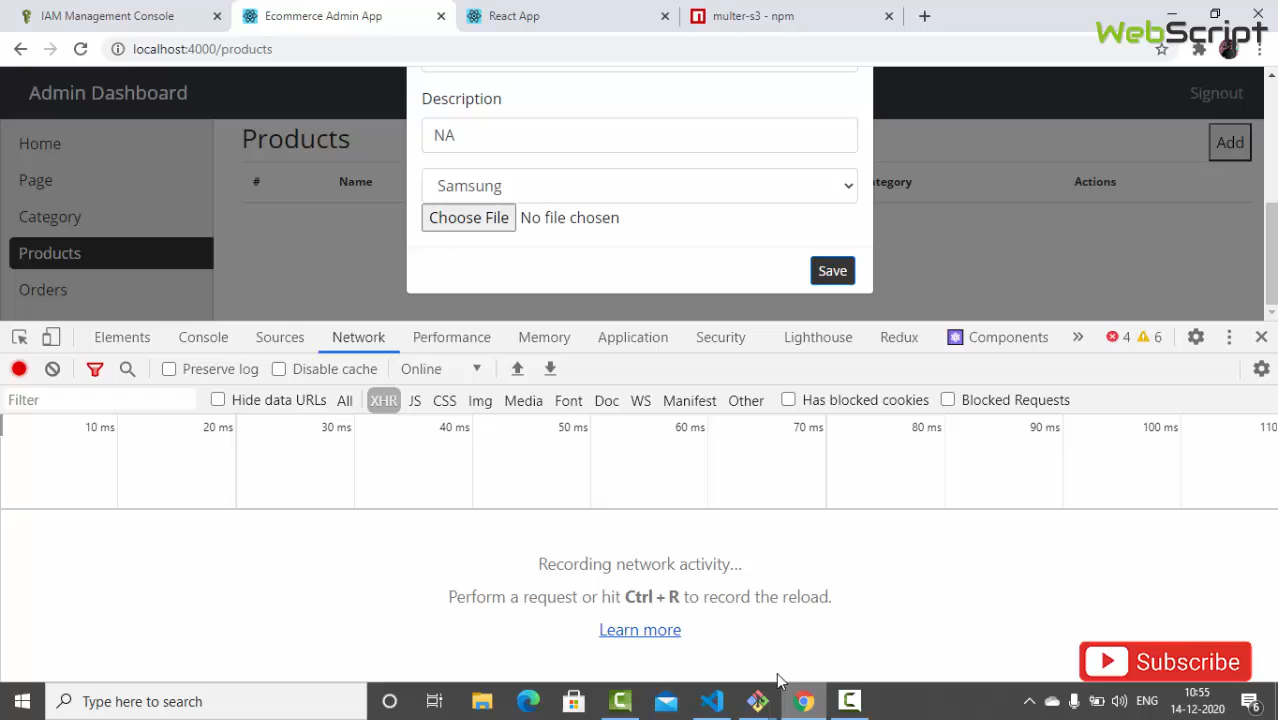 IAM Management Console
Ecommerce Admin App
React App
multer-s3 - npm
WebScript
localhost:4000/products
Admin Dashboard
Signout
Home
Page
Category
Products
Orders
Products
Add
# Name tegory Actions
Description
NA
Samsung
Choose File No file chosen
Save
Elements Console Sources Network Performance Memory Application Security Lighthouse Redux Components » 4 6
Preserve log Disable cache Online
Filter Hide data URLs All XHR JS CSS Img Media Font Doc WS Manifest Other Has blocked cookies Blocked Requests
10 ms 20 ms 30 ms 40 ms 50 ms 60 ms 70 ms 80 ms 90 ms 100 ms 110
Recording network activity...
Perform a request or hit Ctrl + R to record the reload.
Learn more
Subscribe
Type here to search
ENG
10:55
14-12-2020
6